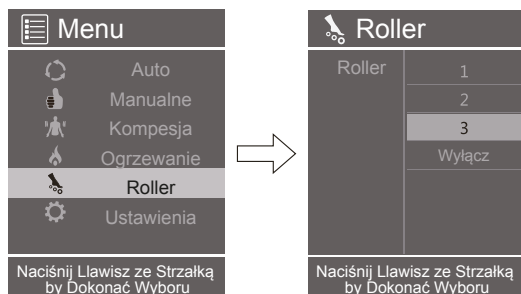 Menu
Auto
Manualne
Kompesja
Ogrzewanie
Roller
Ustawienia
Naciśnij Llawisz ze Strzałką
by Dokonać Wyboru
Roller
Roller
1
2
3
Wyłącz
Naciśnij Llawisz ze Strzałką
by Dokonać Wyboru